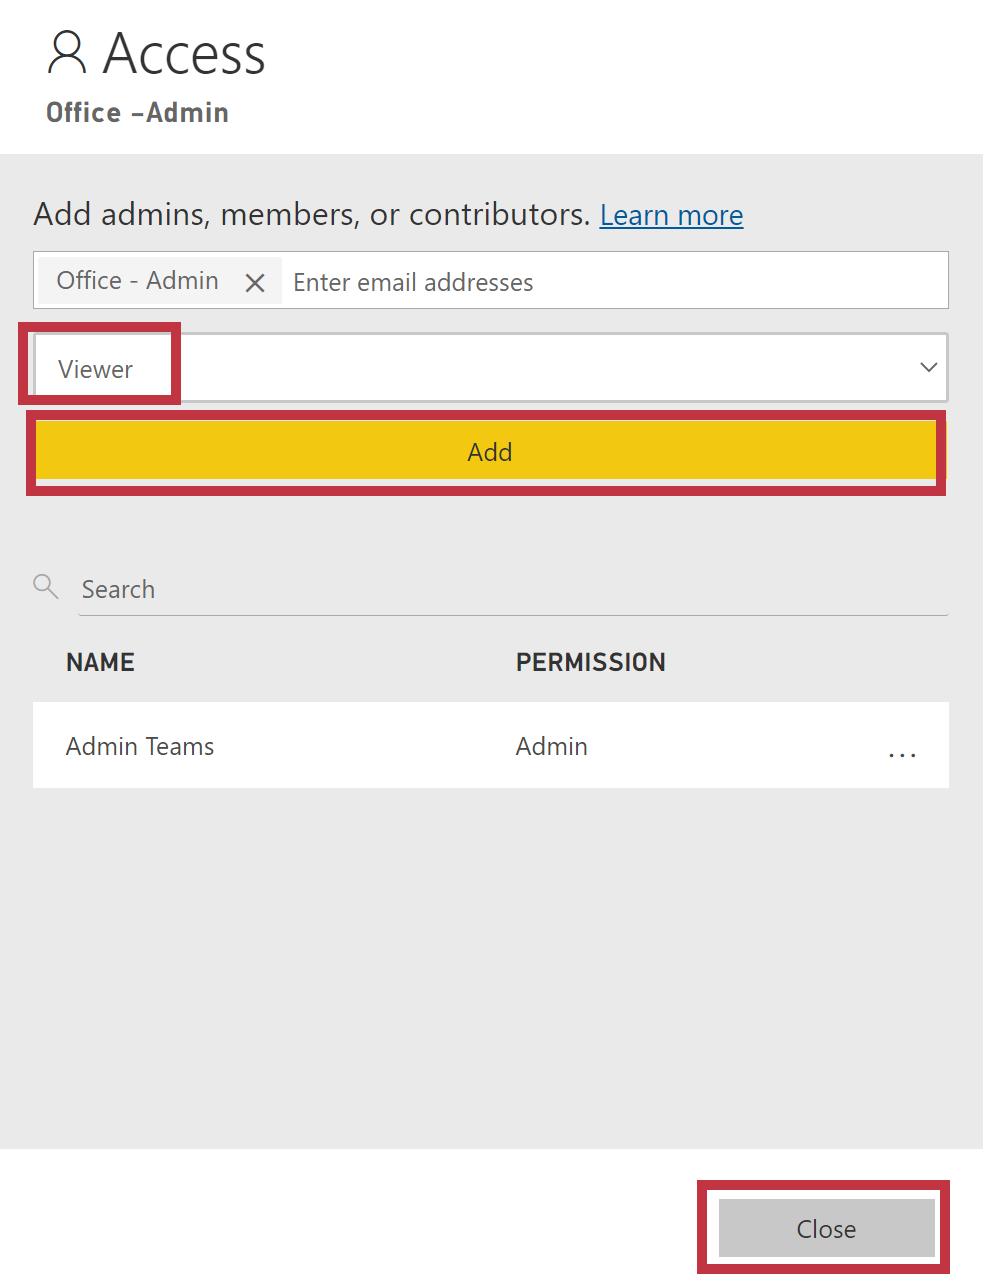 Access
Office –Admin
Add admins, members, or contributors. Learn more
Office - Admin Enter email addresses
Viewer
Add
Search
NAME PERMISSION
Admin Teams Admin ...
Close